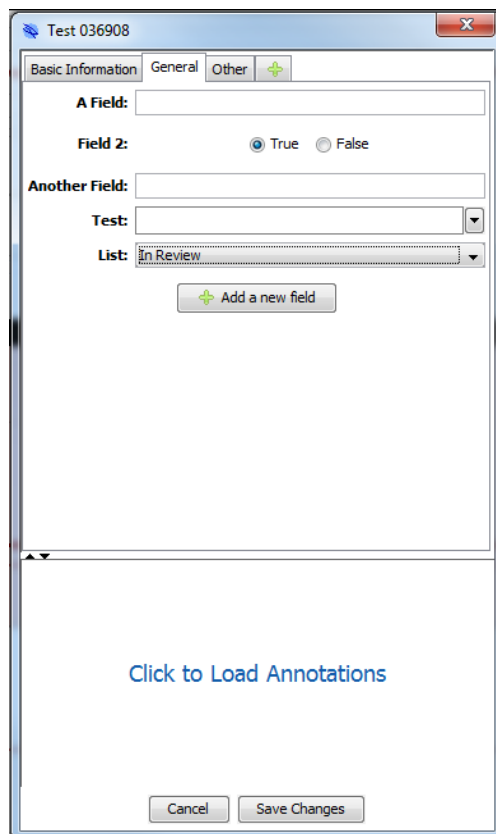 Test 036908
Basic Information General Other
A Field:
Field 2: True False
Another Field:
Test:
List: In Review
Add a new field
Click to Load Annotations
Cancel Save Changes